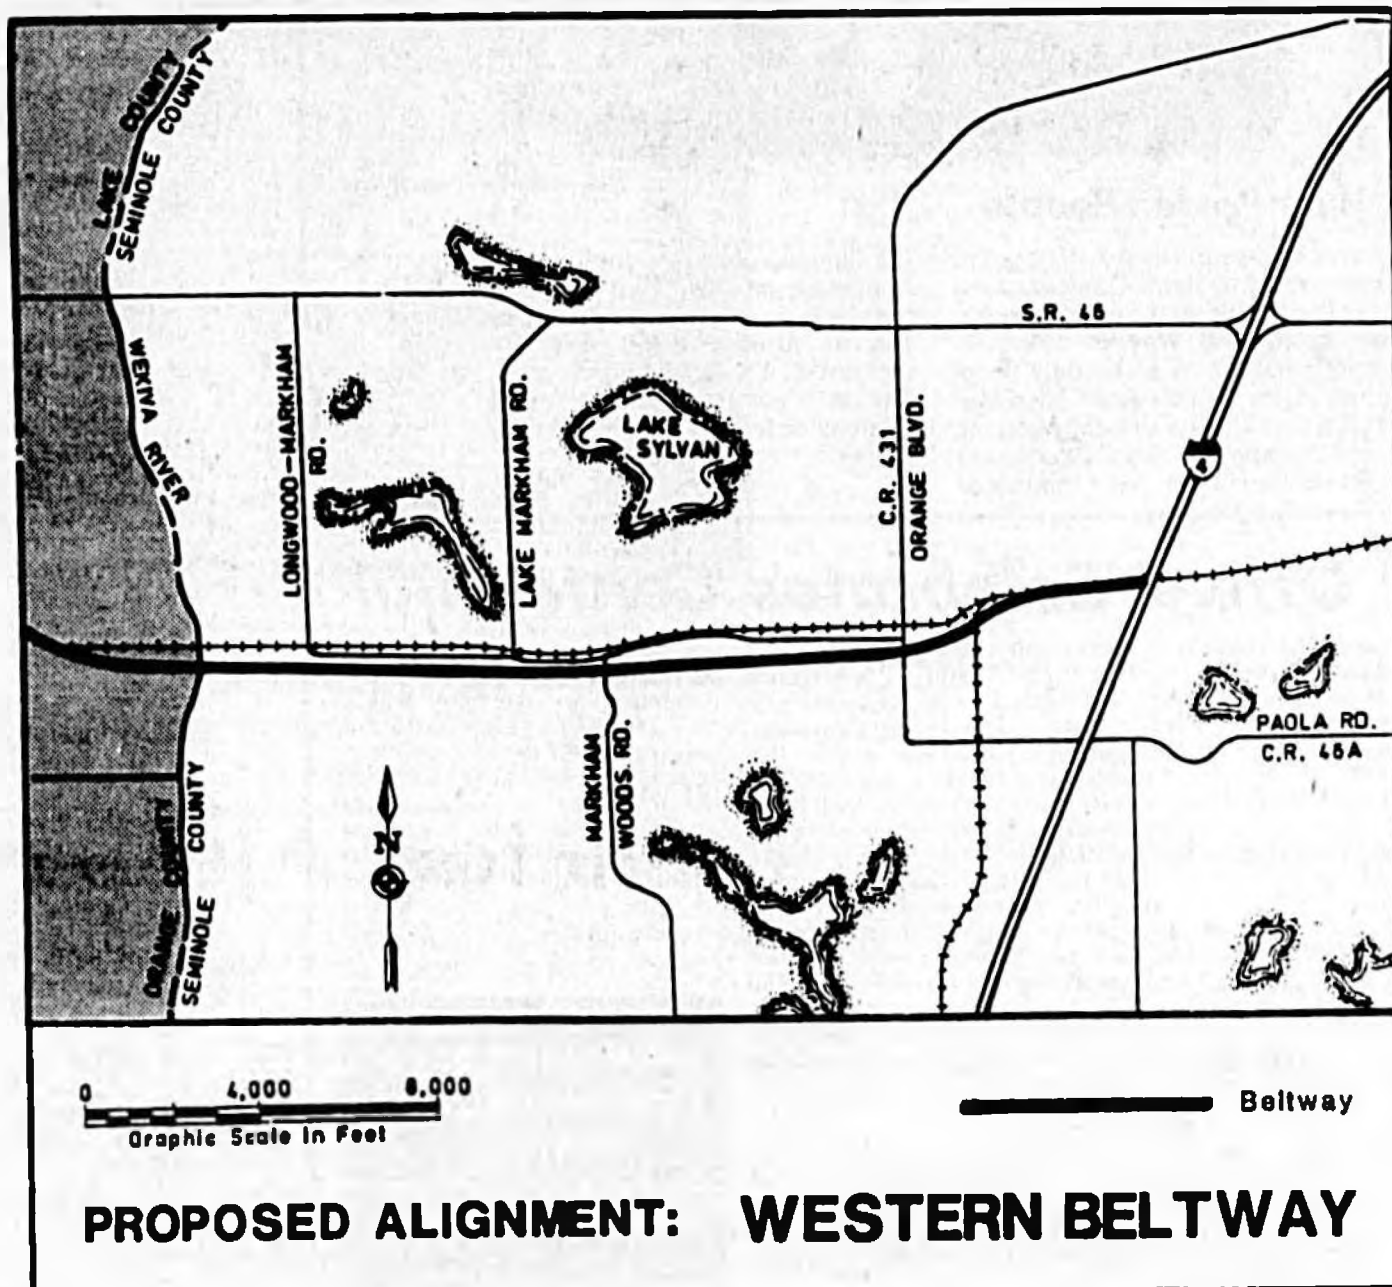 LAKE COUNTY
SEMINOLE COUNTY
WEKIVA RIVER
LONGWOOD-MARKHAM
RD.
LAKE MARKHAM RD.
LAKE
SYLVAN
S.R. 46
C.R. 431
ORANGE BLVD.
4
PAOLA RD.
C.R. 46A
MARKHAM
WOODS RD.
ORANGE COUNTY
SEMINOLE COUNTY
N
0 4,000 8,000
Graphic Scale In Feet
Beltway
PROPOSED ALIGNMENT: WESTERN BELTWAY